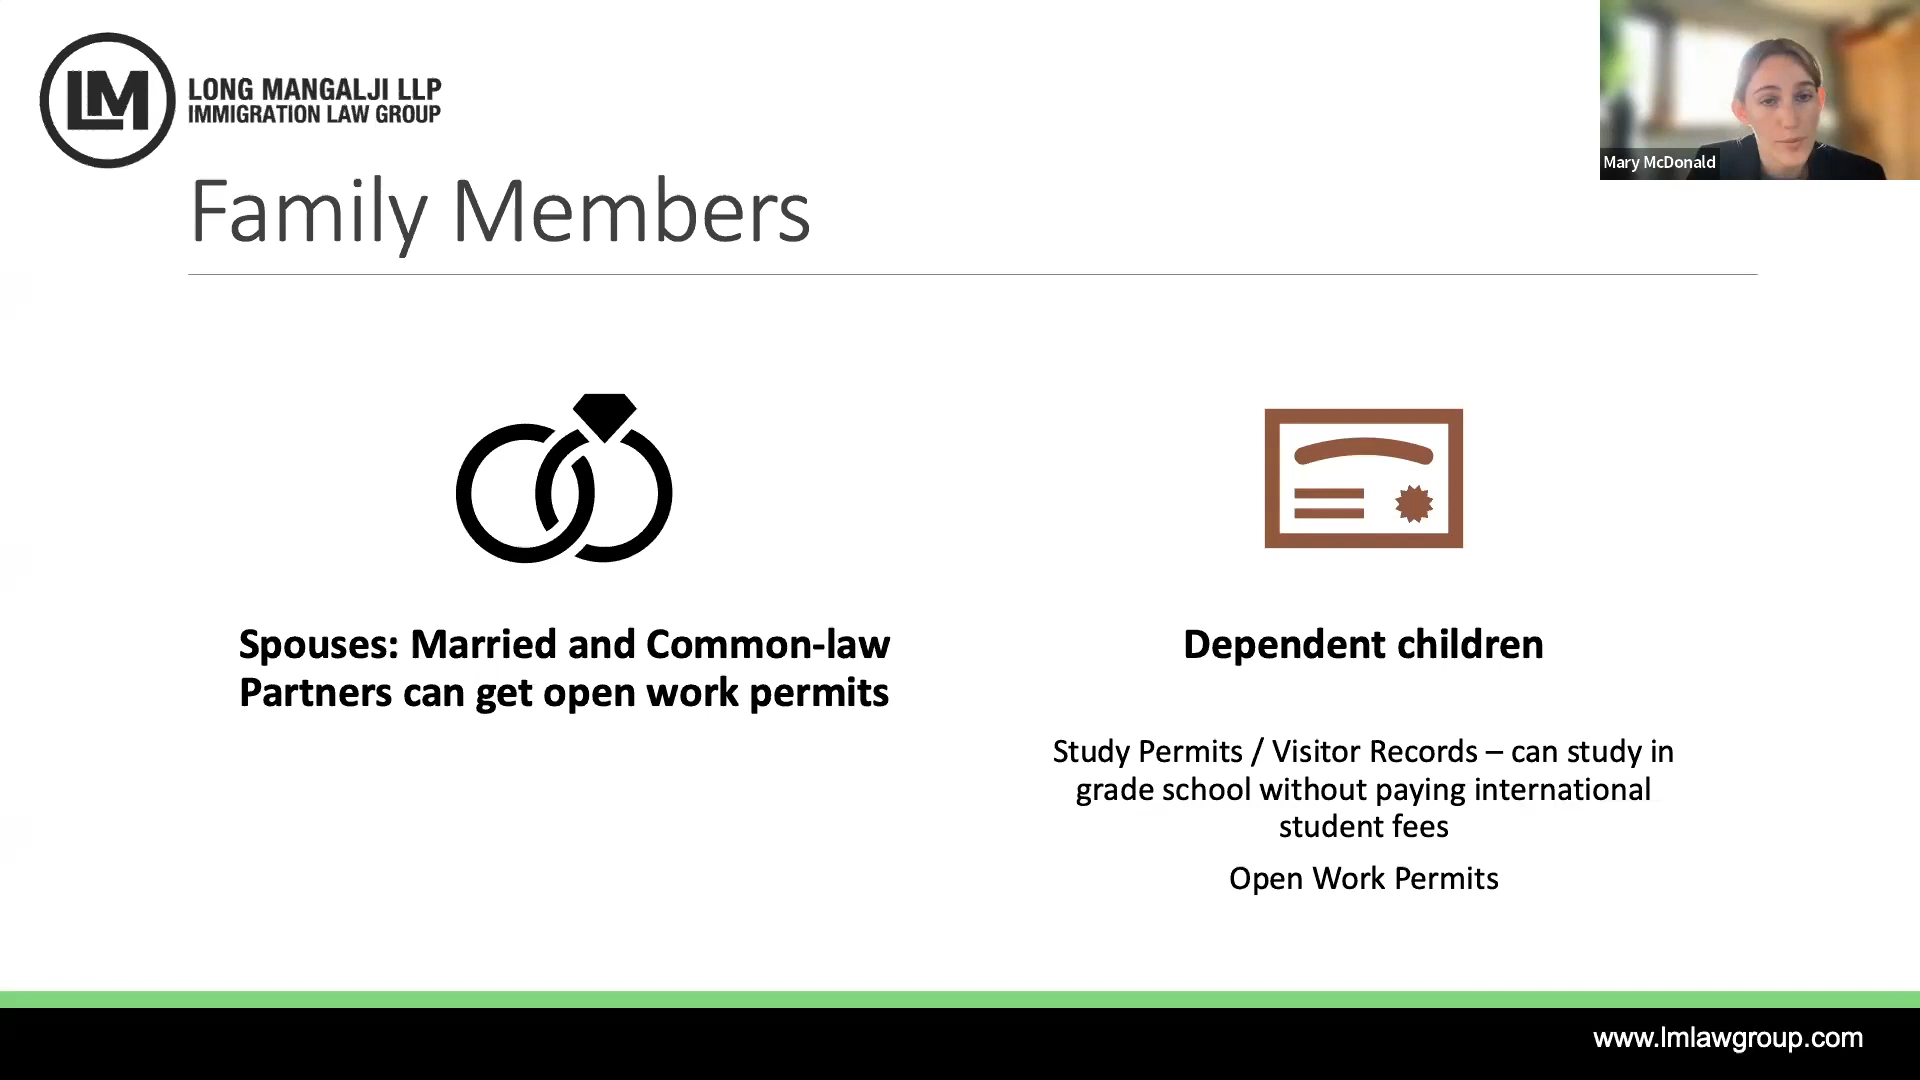 LM
LONG MANGALJI LLP
IMMIGRATION LAW GROUP
Mary McDonald
Family Members
Spouses: Married and Common-law
Partners can get open work permits
Dependent children
Study Permits / Visitor Records – can study in
grade school without paying international
student fees
Open Work Permits
www.lmlawgroup.com